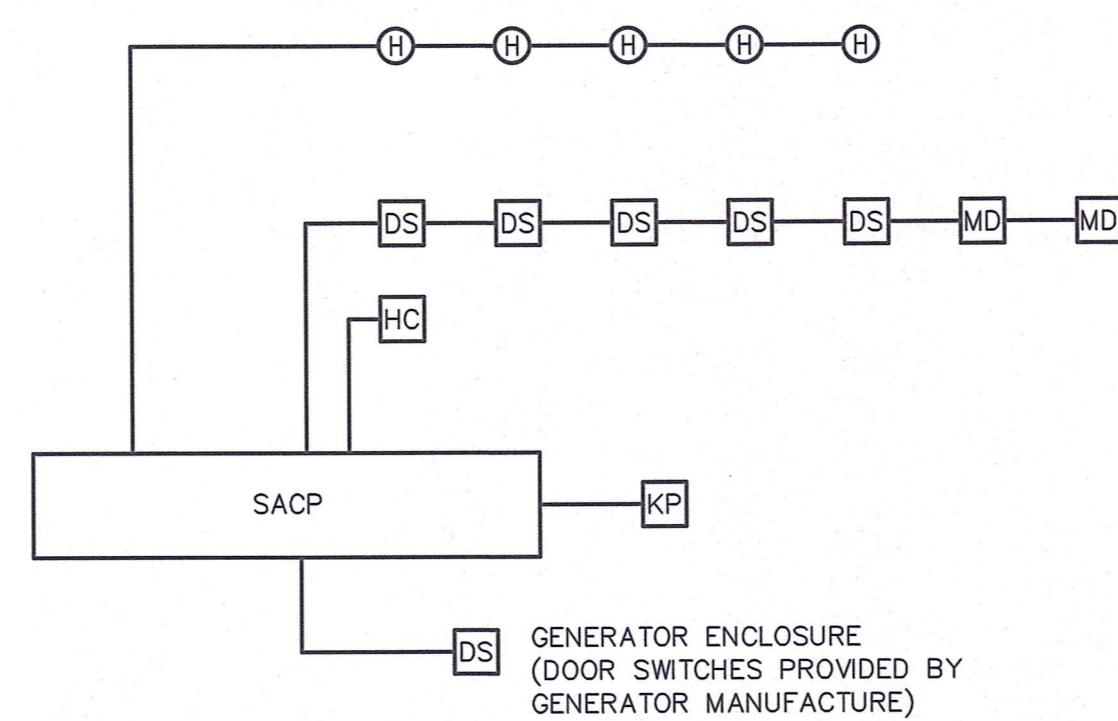 H H H H H
DS DS DS DS DS MD MD
HC
SACP KP
DS GENERATOR ENCLOSURE
(DOOR SWITCHES PROVIDED BY
GENERATOR MANUFACTURE)